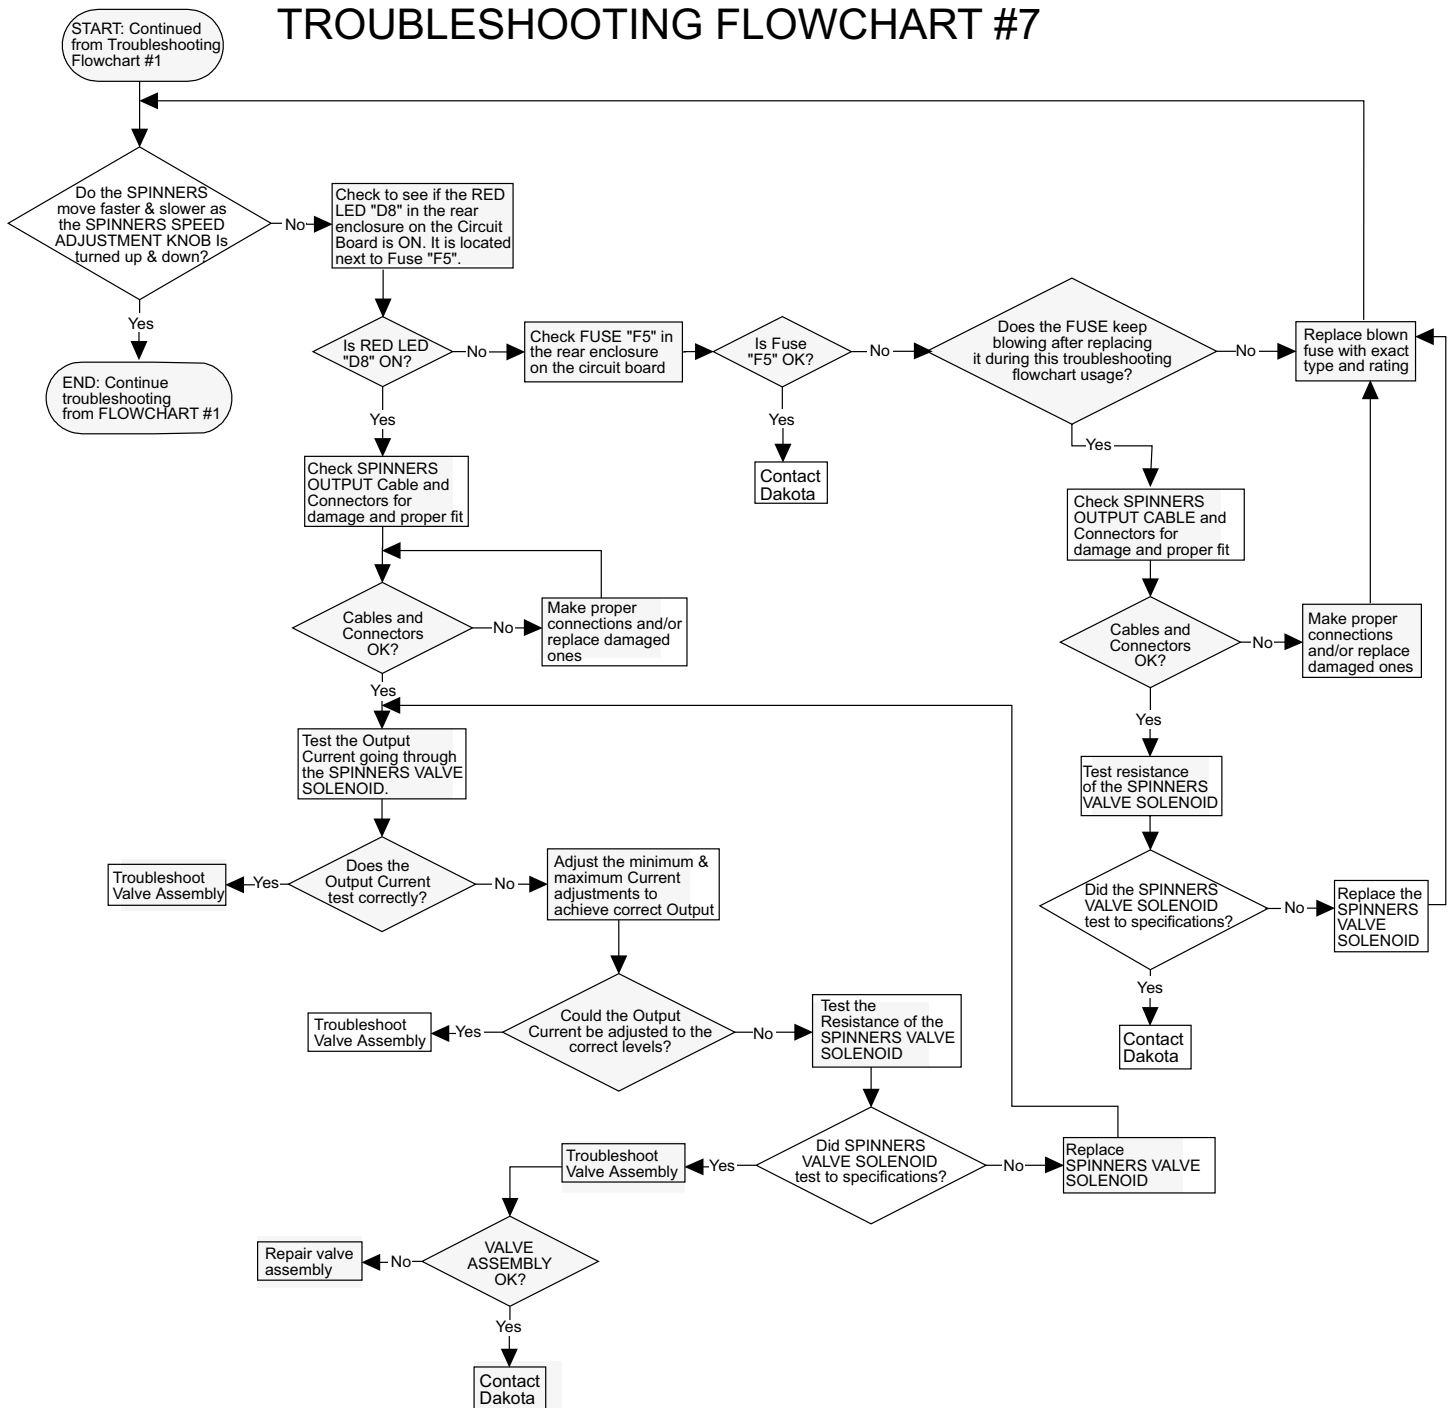 TROUBLESHOOTING FLOWCHART #7
START: Continued
from Troubleshooting
Flowchart #1
Do the SPINNERS
move faster & slower as
the SPINNERS SPEED
ADJUSTMENT KNOB Is
turned up & down?
No
Yes
END: Continue
troubleshooting
from FLOWCHART #1
Check to see if the RED
LED "D8" in the rear
enclosure on the Circuit
Board is ON. It is located
next to Fuse "F5".
Is RED LED
"D8" ON?
No
Check FUSE "F5" in
the rear enclosure
on the circuit board
Is Fuse
"F5" OK?
No
Does the FUSE keep
blowing after replacing
it during this troubleshooting
flowchart usage?
No
Replace blown
fuse with exact
type and rating
Yes
Contact
Dakota
Yes
Check SPINNERS
OUTPUT CABLE and
Connectors for
damage and proper fit
Cables and
Connectors
OK?
No
Make proper
connections
and/or replace
damaged ones
Yes
Test resistance
of the SPINNERS
VALVE SOLENOID
Did the SPINNERS
VALVE SOLENOID
test to specifications?
No
Replace the
SPINNERS
VALVE
SOLENOID
Yes
Contact
Dakota
Yes
Check SPINNERS
OUTPUT Cable and
Connectors for
damage and proper fit
Cables and
Connectors
OK?
No
Make proper
connections and/or
replace damaged
ones
Yes
Test the Output
Current going through
the SPINNERS VALVE
SOLENOID.
Does the
Output Current
test correctly?
Yes
Troubleshoot
Valve Assembly
No
Adjust the minimum &
maximum Current
adjustments to
achieve correct Output
Could the Output
Current be adjusted to the
correct levels?
Yes
Troubleshoot
Valve Assembly
No
Test the
Resistance of the
SPINNERS VALVE
SOLENOID
Did SPINNERS
VALVE SOLENOID
test to specifications?
No
Replace
SPINNERS VALVE
SOLENOID
Yes
Troubleshoot
Valve Assembly
VALVE
ASSEMBLY
OK?
No
Repair valve
assembly
Yes
Contact
Dakota